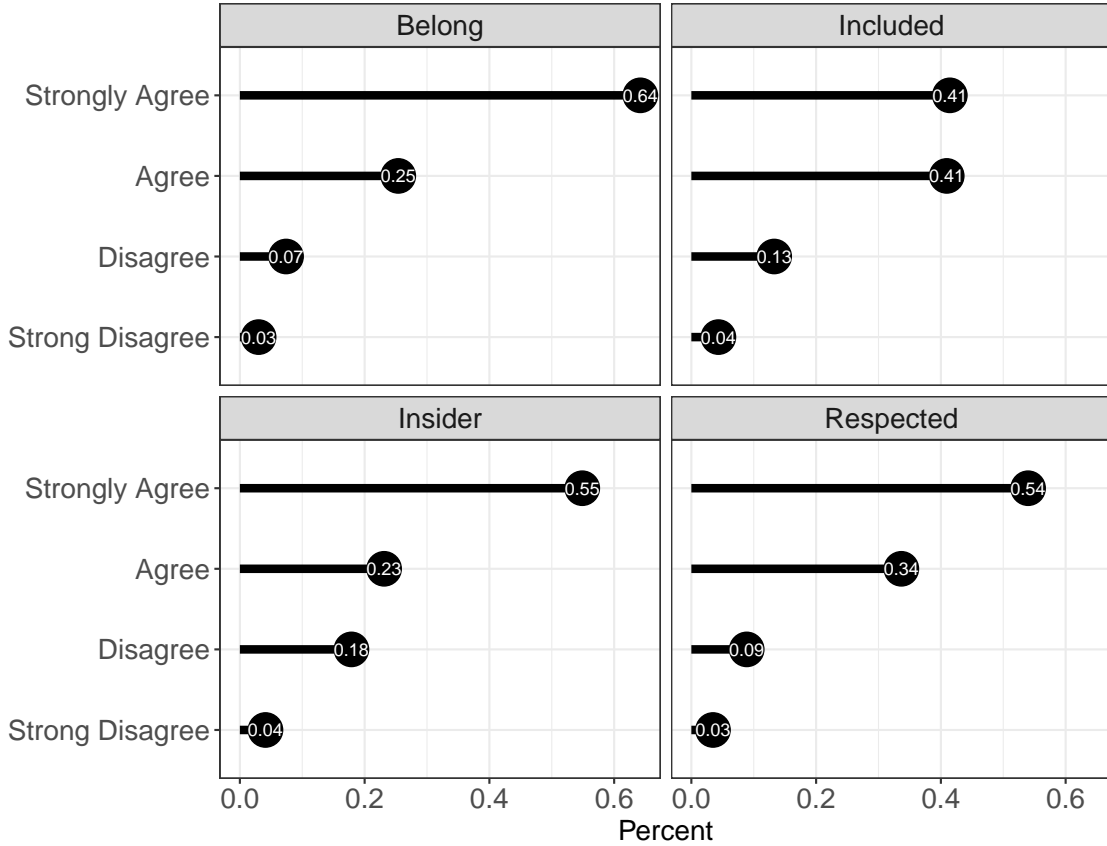 Belong
Included
Strongly Agree
0.64
0.41
Agree
0.25
0.41
Disagree
0.07
0.13
Strong Disagree
0.03
0.04
Insider
Respected
Strongly Agree
0.55
0.54
Agree
0.23
0.34
Disagree
0.18
0.09
Strong Disagree
0.04
0.03
0.0 0.2 0.4 0.6 0.0 0.2 0.4 0.6
Percent